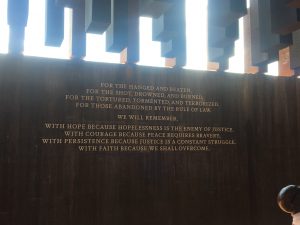 FOR THE HANGED AND BEATEN.
FOR THE SHOT, DROWNED, AND BURNED.
FOR THE TORTURED, TORMENTED, AND TERRORIZED.
FOR THOSE ABANDONED BY THE RULE OF LAW.
WE WILL REMEMBER.
WITH HOPE BECAUSE HOPELESSNESS IS THE ENEMY OF JUSTICE.
WITH COURAGE BECAUSE PEACE REQUIRES BRAVERY.
WITH PERSISTENCE BECAUSE JUSTICE IS A CONSTANT STRUGGLE.
WITH FAITH BECAUSE WE SHALL OVERCOME.